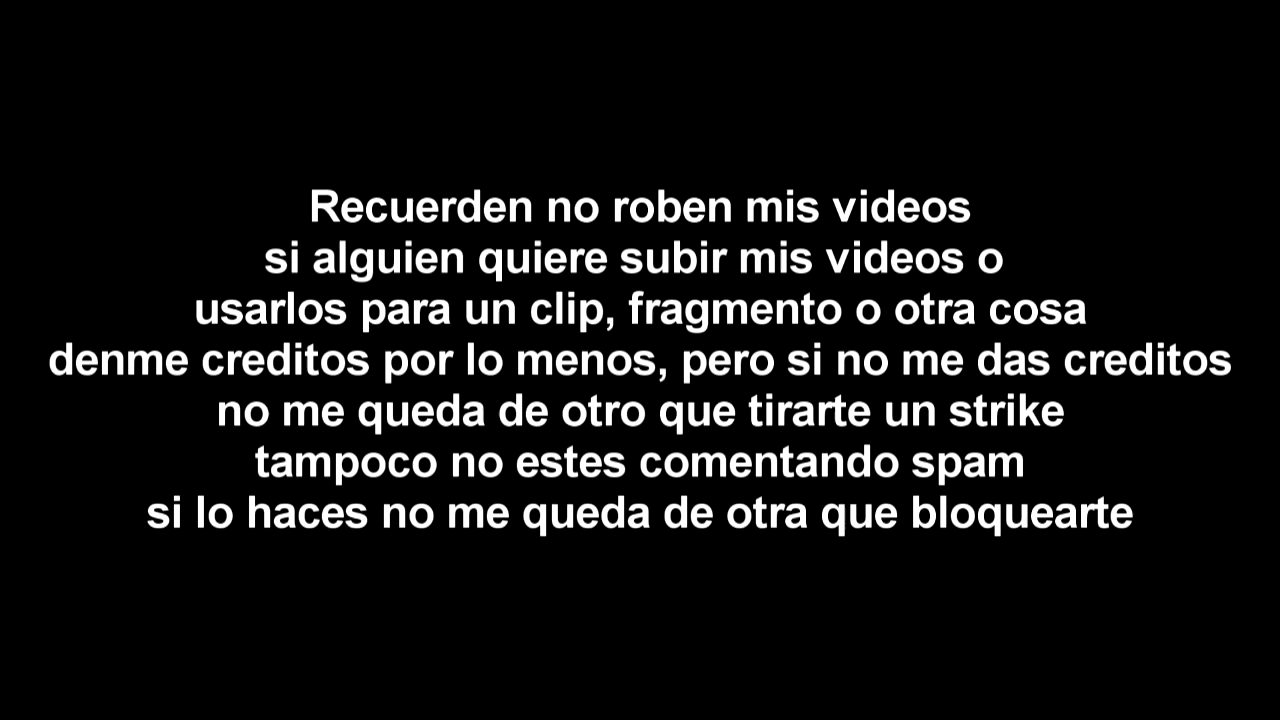 Recuerden no roben mis videos
si alguien quiere subir mis videos o
usarlos para un clip, fragmento o otra cosa
denme creditos por lo menos, pero si no me das creditos
no me queda de otro que tirarte un strike
tampoco no estes comentando spam
si lo haces no me queda de otra que bloquearte